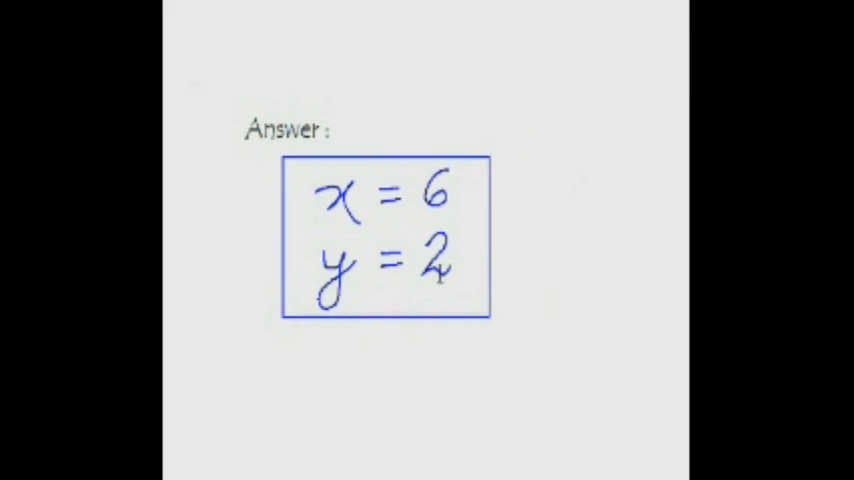 Answer:
x = 6
y = 2